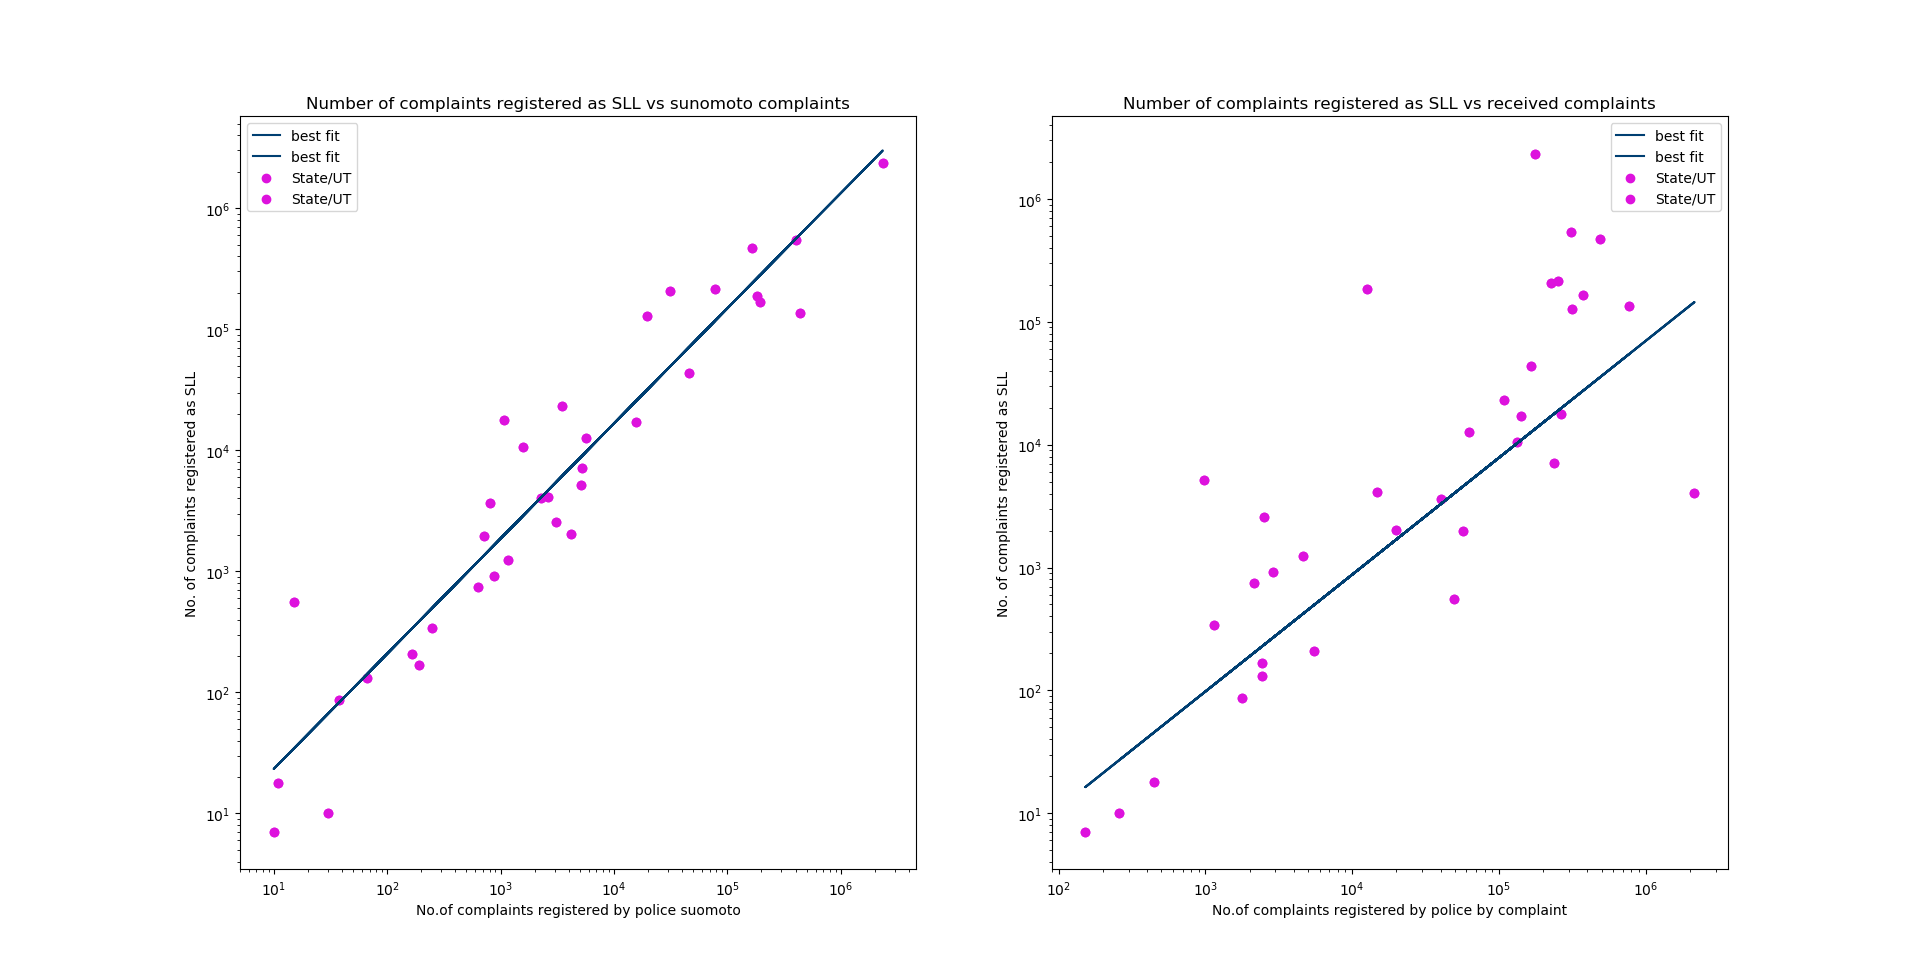 Number of complaints registered as SLL vs sunomoto complaints
best fit
best fit
State/UT
State/UT
No. of complaints registered as SLL
10^6
10^5
10^4
10^3
10^2
10^1
10^1 10^2 10^3 10^4 10^5 10^6
No.of complaints registered by police suomoto
Number of complaints registered as SLL vs received complaints
best fit
best fit
State/UT
State/UT
No. of complaints registered as SLL
10^6
10^5
10^4
10^3
10^2
10^1
10^2 10^3 10^4 10^5 10^6
No.of complaints registered by police by complaint